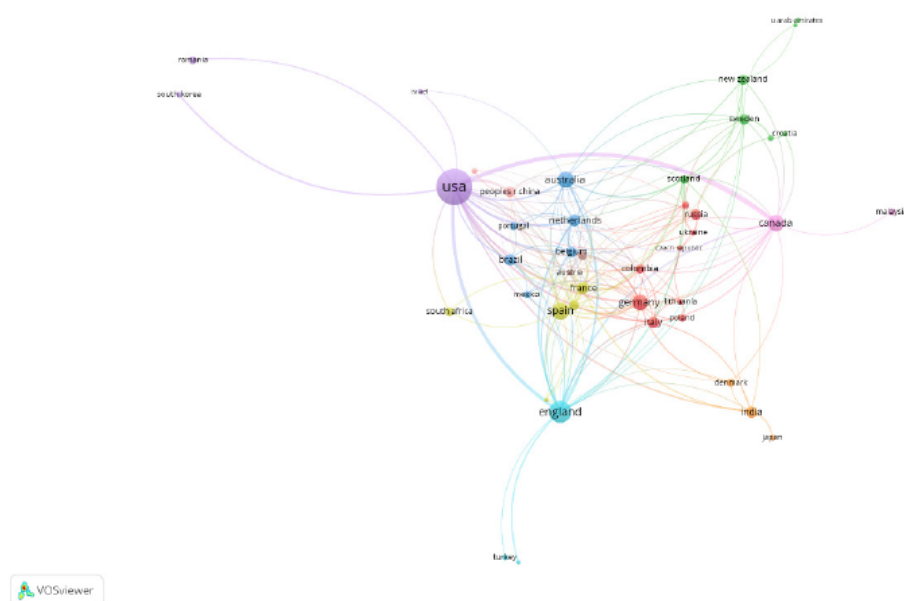 u.arab emirates
romania
new zealand
south korea
sweden
croatia
usa
australia
scotland
peoples r china
malaysi
netherlands
russia
canada
portugal
ukraine
belgium
czech republic
brazil
colombia
austria
france
mexico
germany
lithuania
south africa
spain
italy
poland
denmark
england
india
japan
turkey
VOSviewer